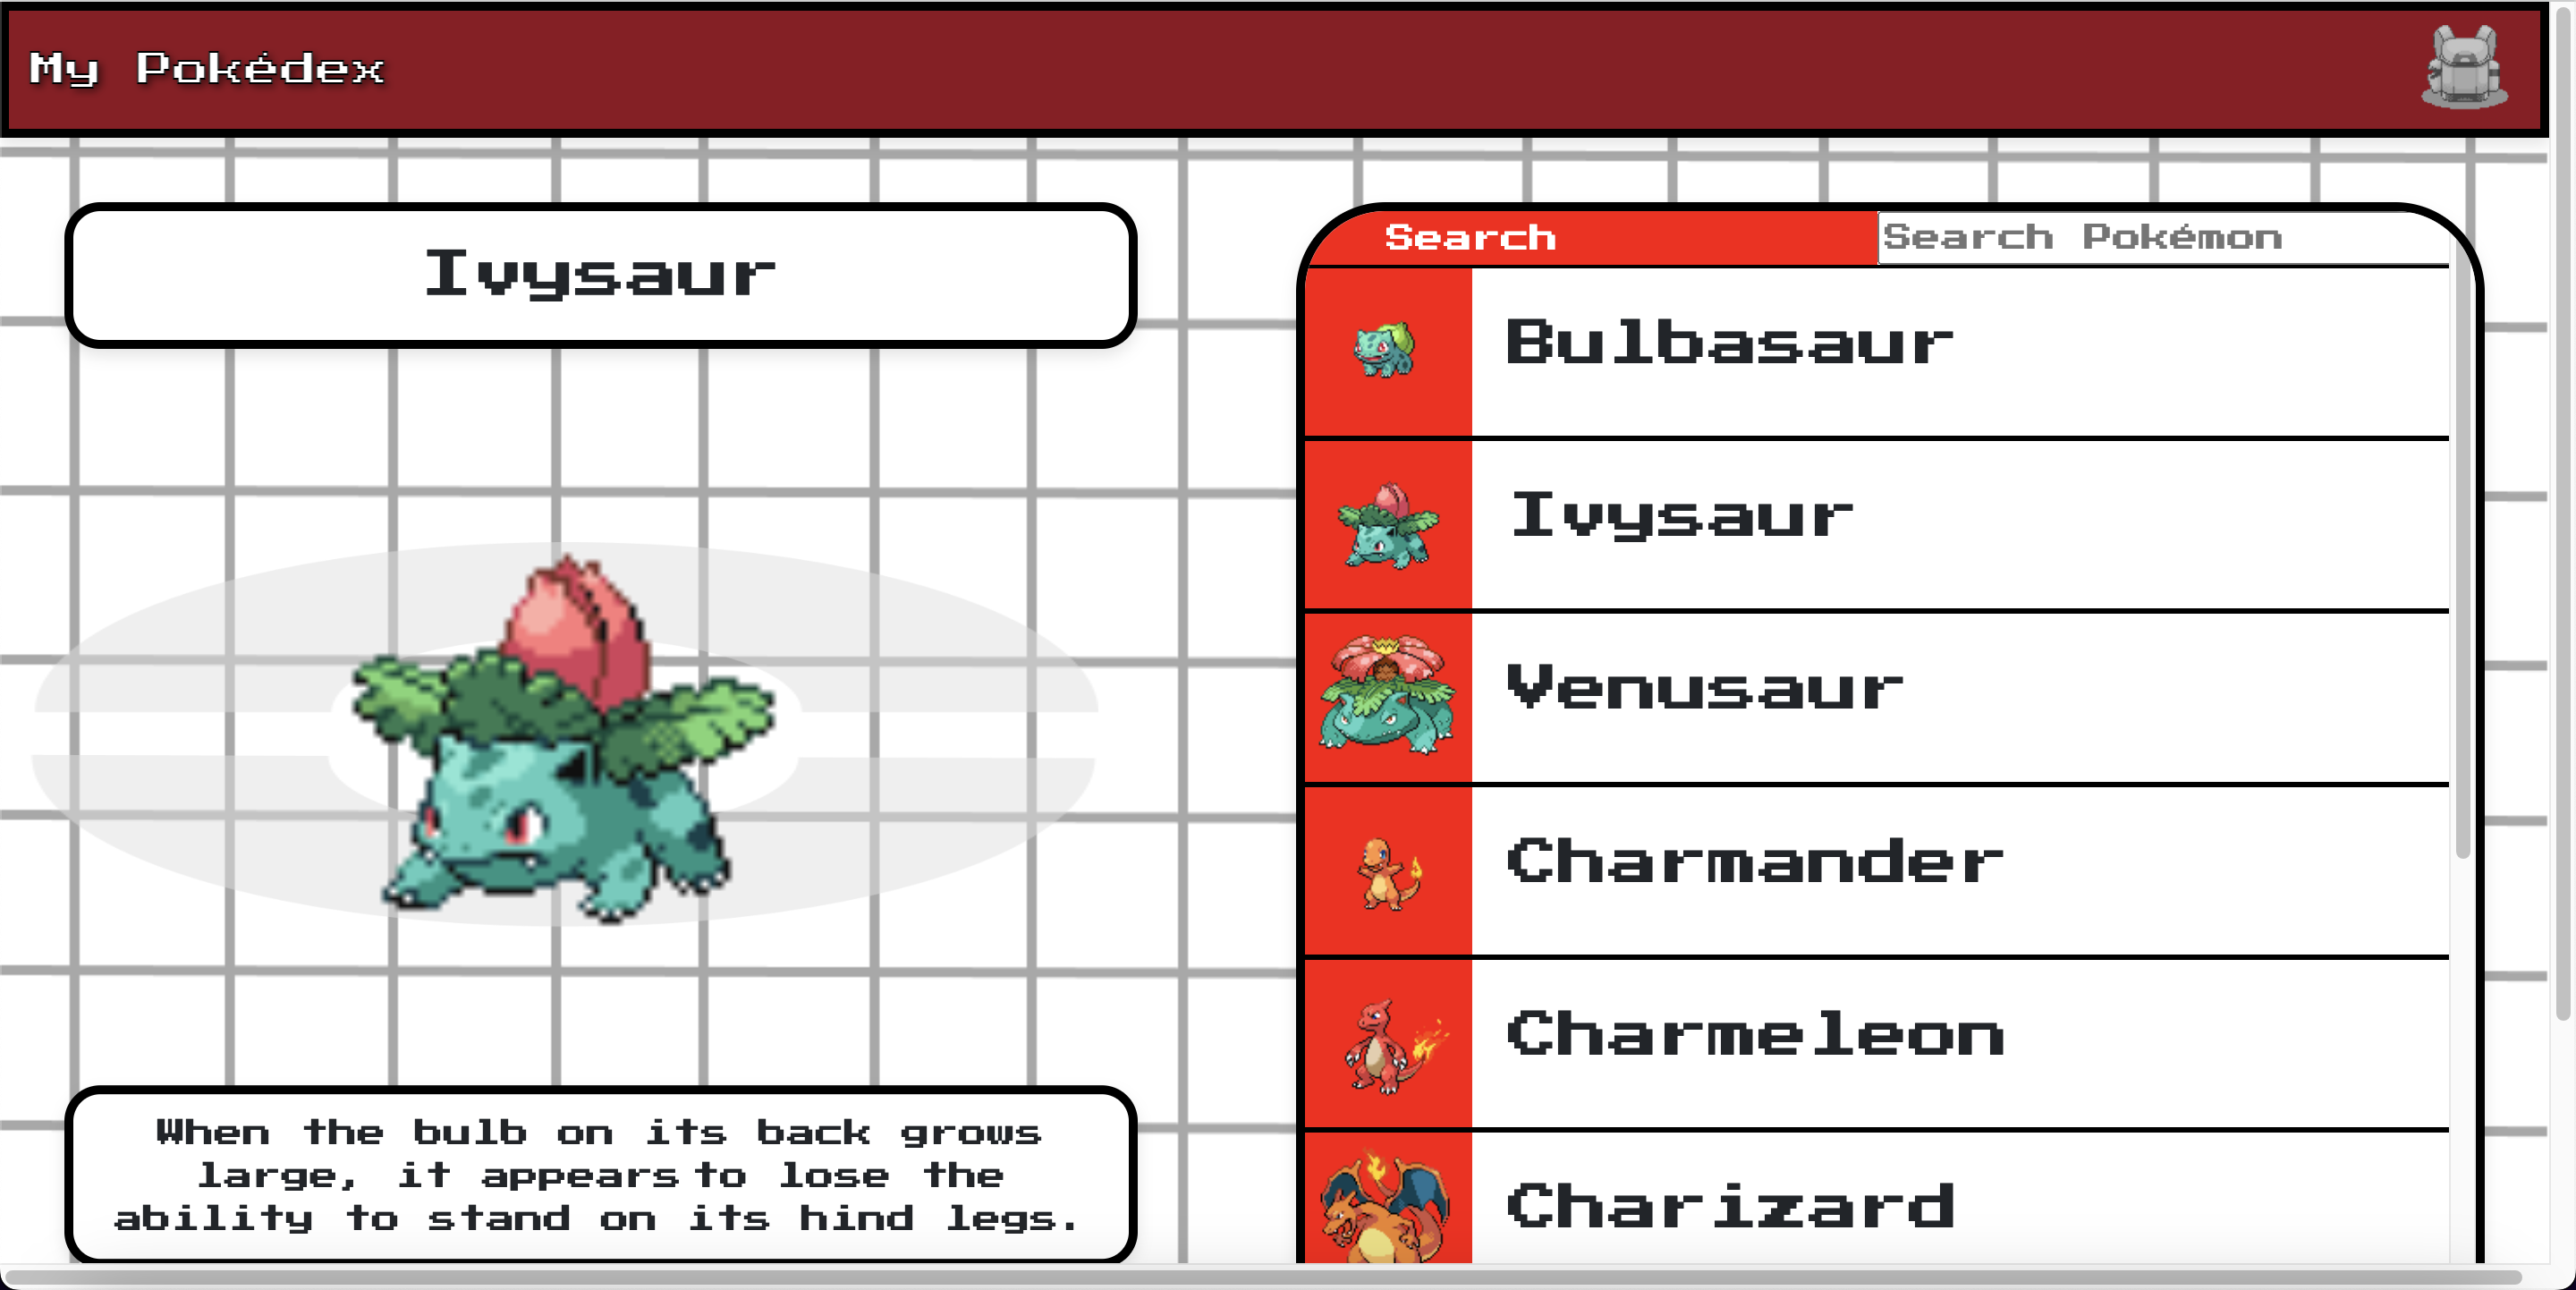 My Pokédex
Ivysaur
When the bulb on its back grows
large, it appears to lose the
ability to stand on its hind legs.
Search
Search Pokémon
Bulbasaur
Ivysaur
Venusaur
Charmander
Charmeleon
Charizard